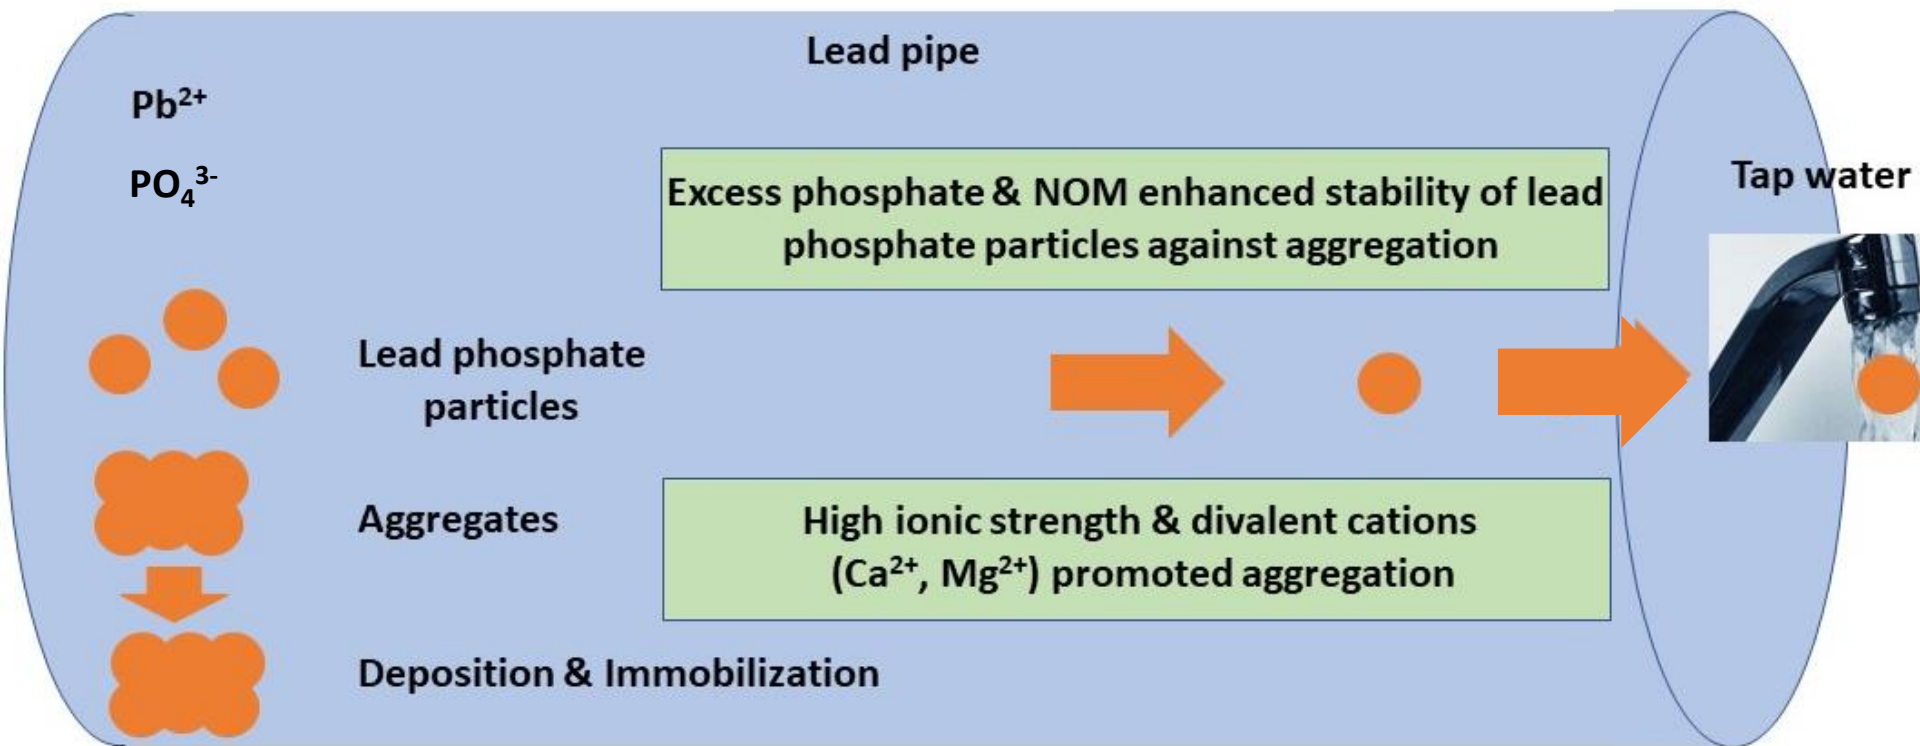 Lead pipe
Pb²⁺
PO₄³⁻
Excess phosphate & NOM enhanced stability of lead
phosphate particles against aggregation
Tap water
Lead phosphate
particles
Aggregates
High ionic strength & divalent cations
(Ca²⁺, Mg²⁺) promoted aggregation
Deposition & Immobilization